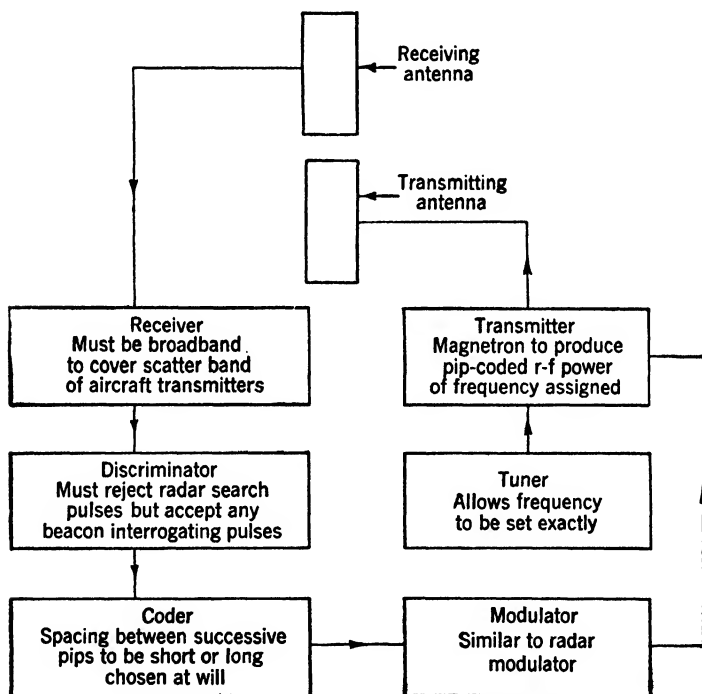 Receiving
antenna
Transmitting
antenna
Receiver
Must be broadband
to cover scatter band
of aircraft transmitters
Transmitter
Magnetron to produce
pip-coded r-f power
of frequency assigned
Discriminator
Must reject radar search
pulses but accept any
beacon interrogating pulses
Tuner
Allows frequency
to be set exactly
Coder
Spacing between successive
pips to be short or long
chosen at will
Modulator
Similar to radar
modulator